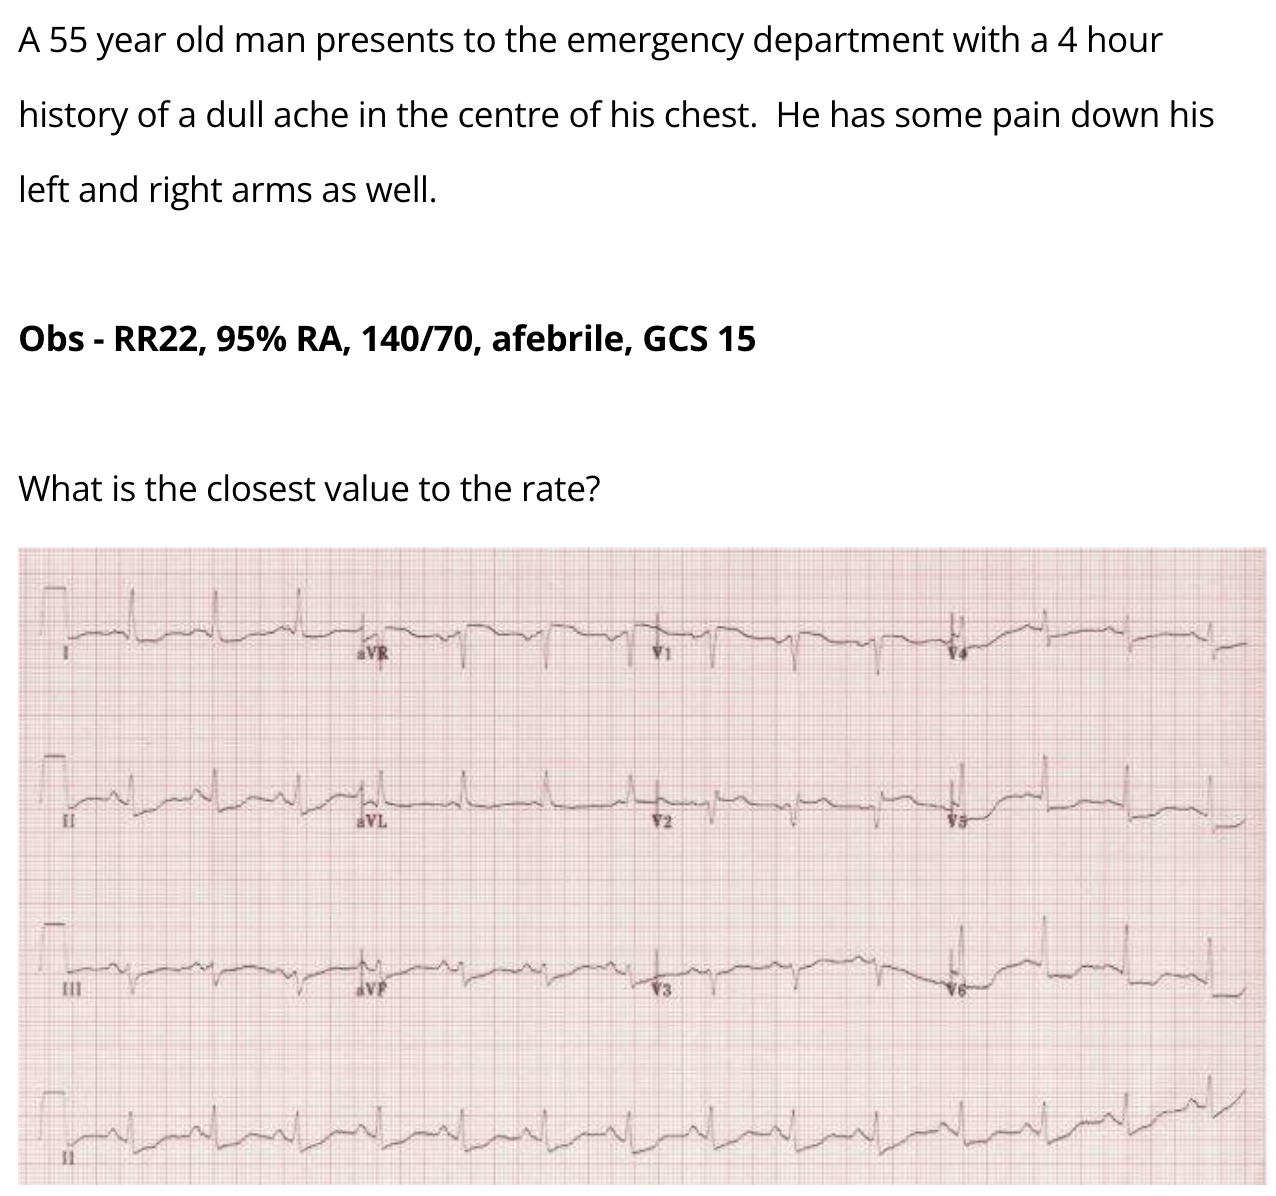 A 55 year old man presents to the emergency department with a 4 hour
history of a dull ache in the centre of his chest.  He has some pain down his
left and right arms as well.
Obs - RR22, 95% RA, 140/70, afebrile, GCS 15
What is the closest value to the rate?
I aVR V1 V4
II aVL V2 V5
III aVF V3 V6
II